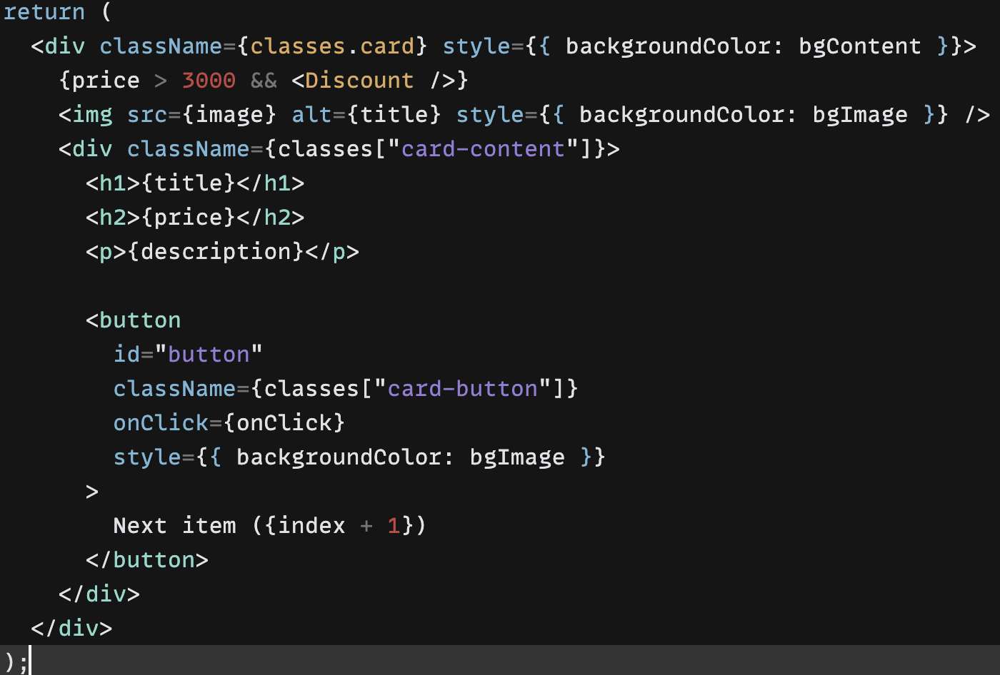 return (
  <div className={classes.card} style={{ backgroundColor: bgContent }}>
    {price > 3000 && <Discount />}
    <img src={image} alt={title} style={{ backgroundColor: bgImage }} />
    <div className={classes["card-content"]}>
      <h1>{title}</h1>
      <h2>{price}</h2>
      <p>{description}</p>

      <button
        id="button"
        className={classes["card-button"]}
        onClick={onClick}
        style={{ backgroundColor: bgImage }}
      >
        Next item ({index + 1})
      </button>
    </div>
  </div>
);